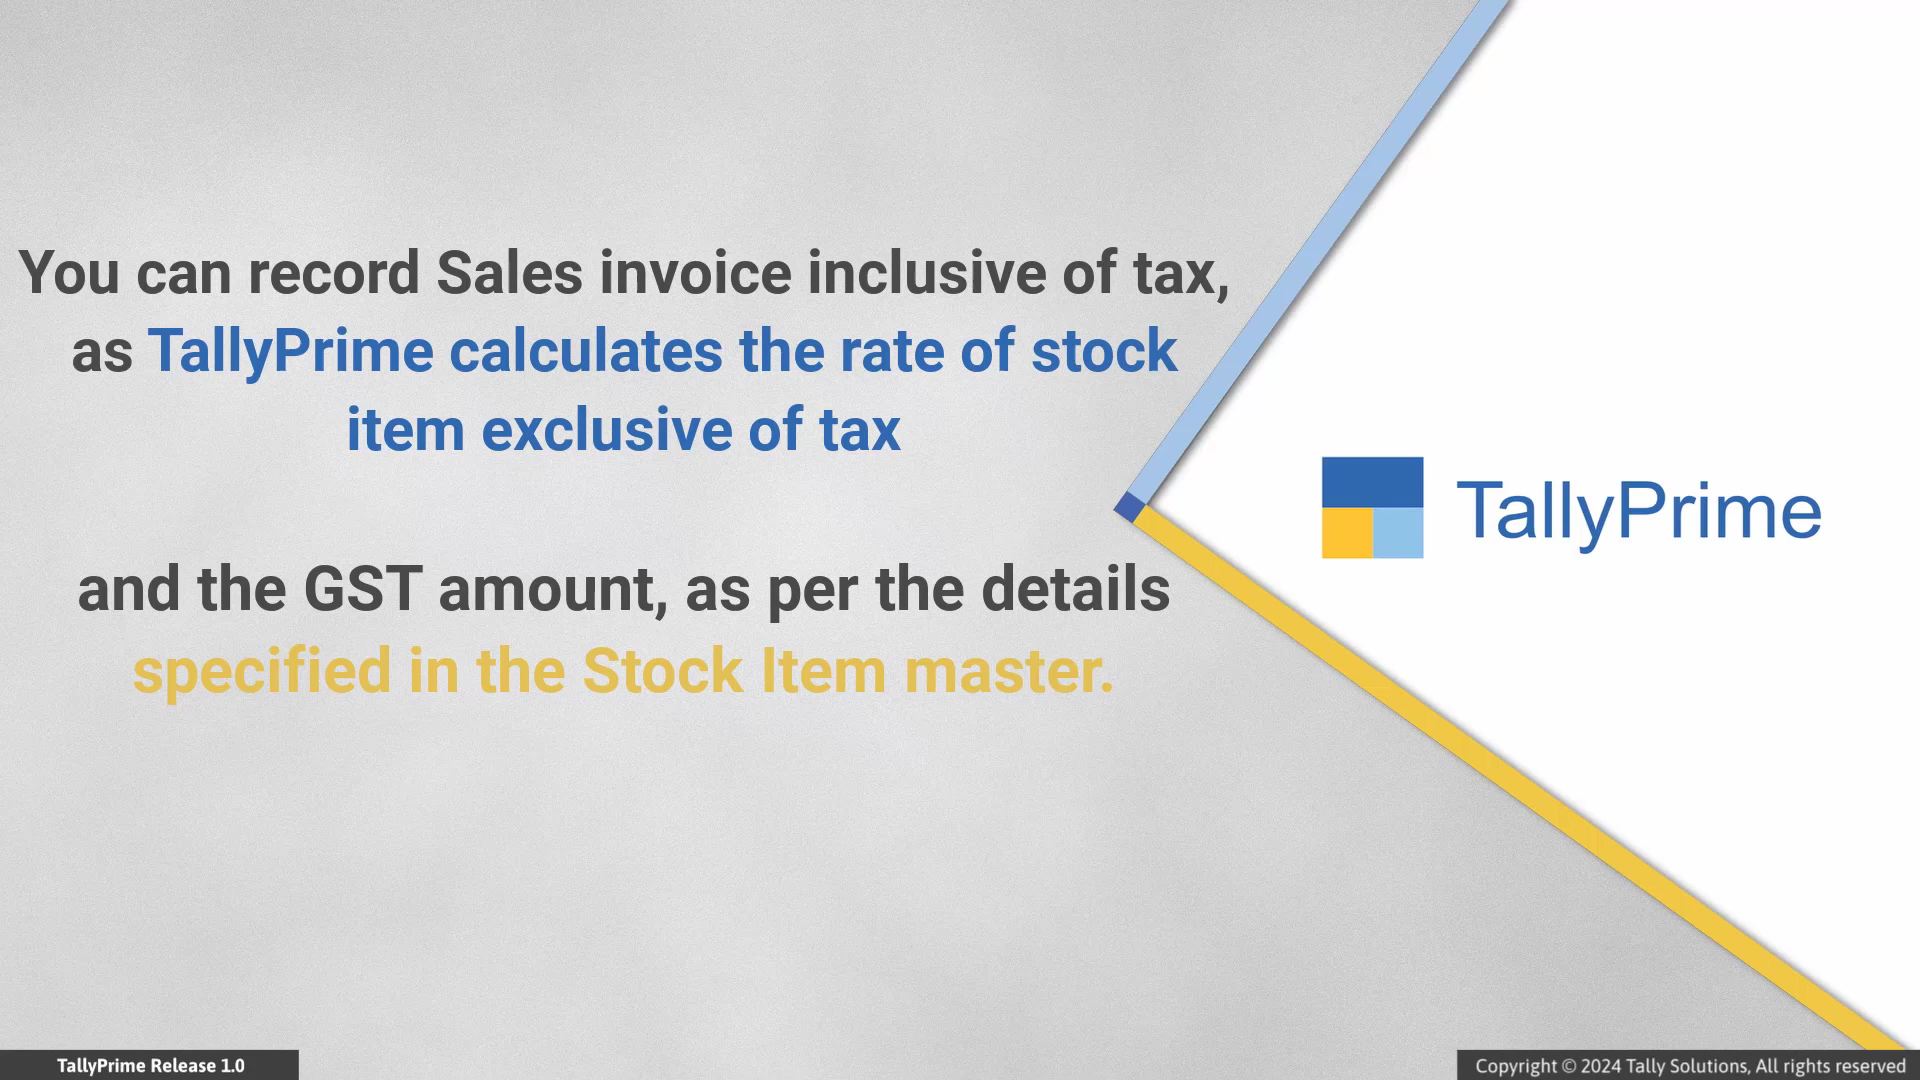 You can record Sales invoice inclusive of tax,
as TallyPrime calculates the rate of stock
item exclusive of tax
and the GST amount, as per the details
specified in the Stock Item master.
TallyPrime
TallyPrime Release 1.0
Copyright © 2024 Tally Solutions, All rights reserved